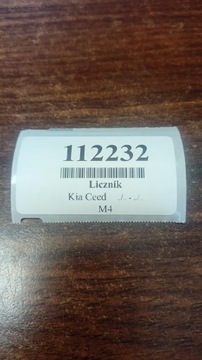 112232
Licznik
Kia Ceed ./. - ./.
M4